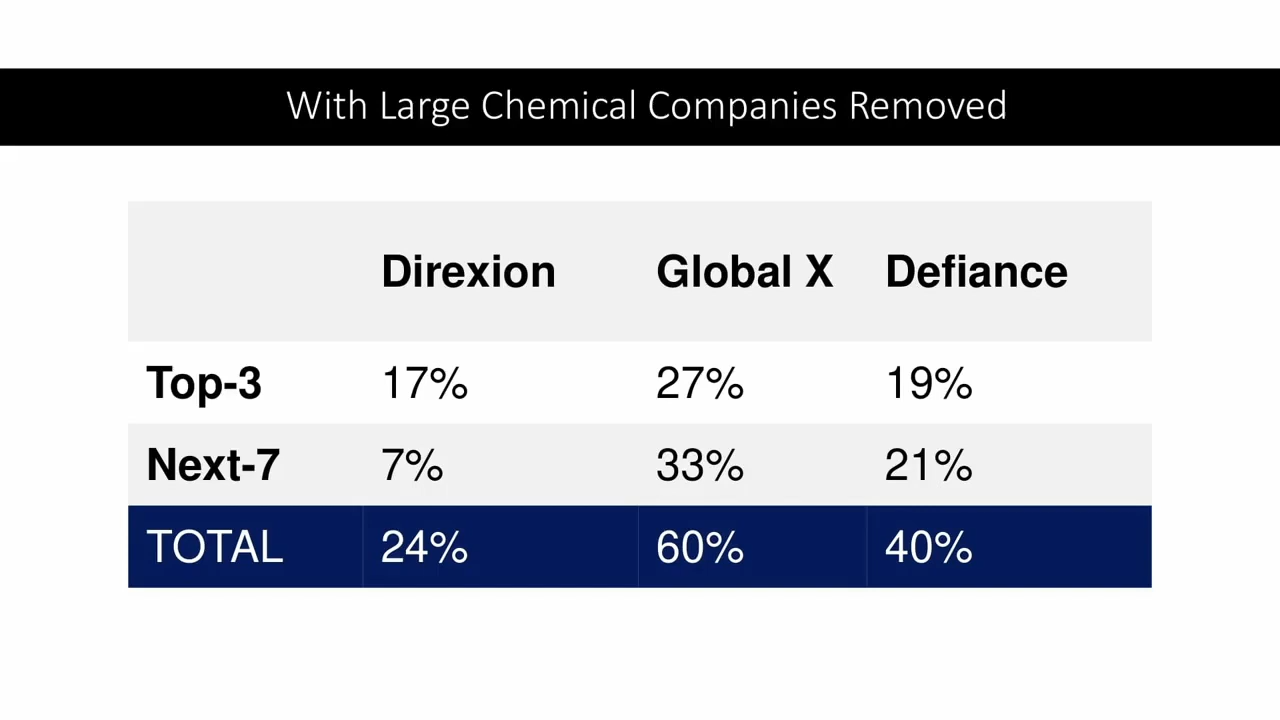 With Large Chemical Companies Removed
Direxion Global X Defiance
Top-3 17% 27% 19%
Next-7 7% 33% 21%
TOTAL 24% 60% 40%